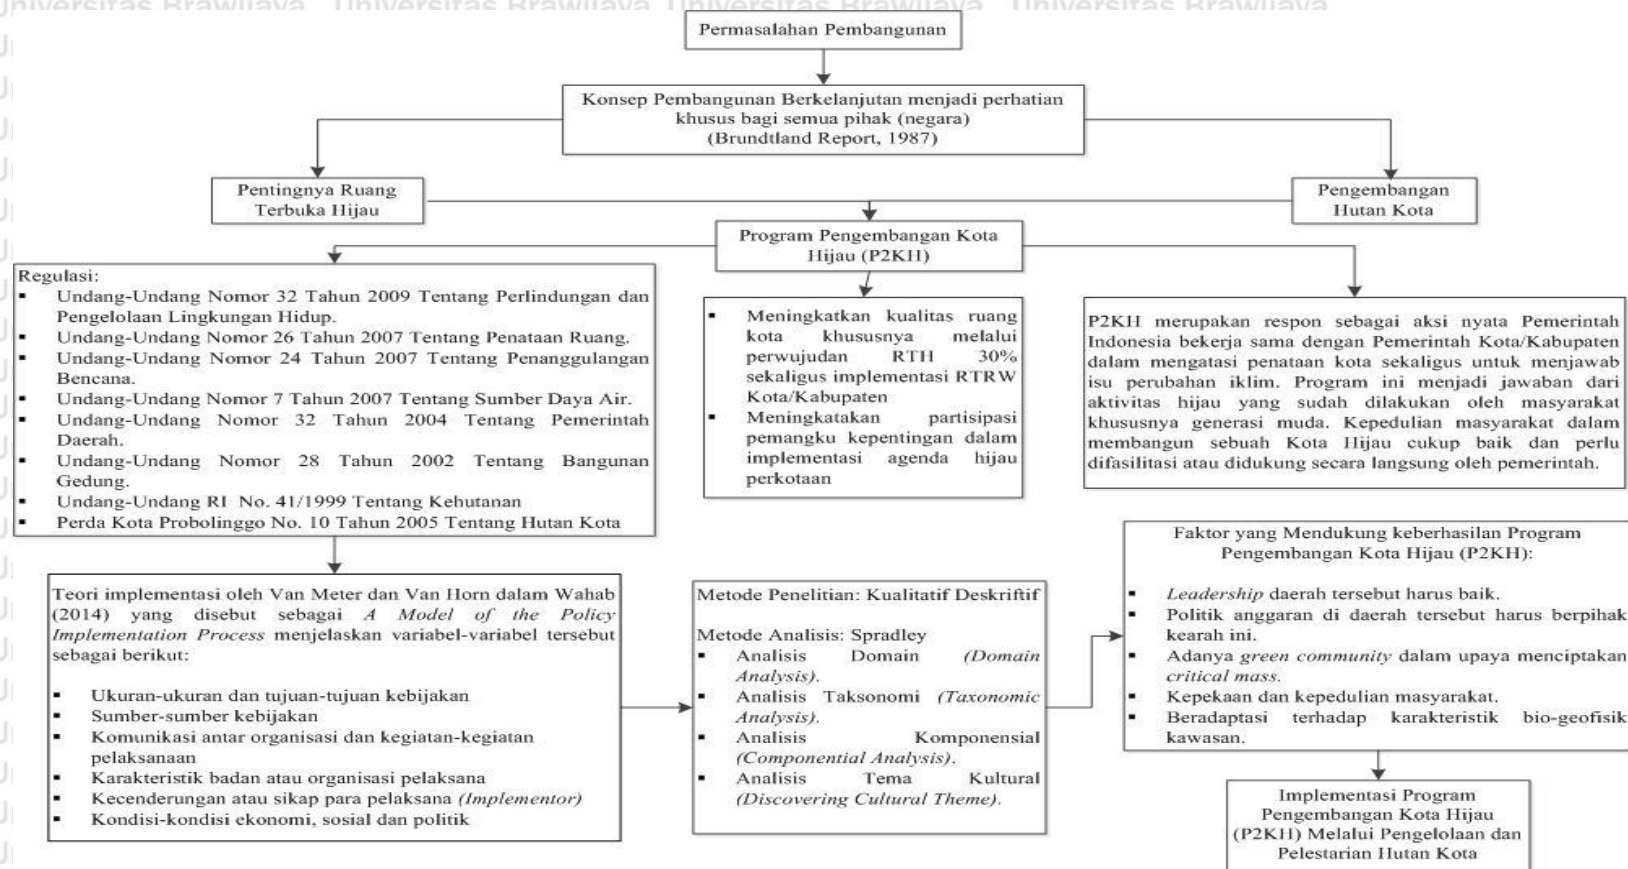 Universitas Brawijaya Universitas Brawijaya Universitas Brawijaya Universitas Brawijaya
Permasalahan Pembangunan
Konsep Pembangunan Berkelanjutan menjadi perhatian
khusus bagi semua pihak (negara)
(Brundtland Report, 1987)
Pentingnya Ruang
Terbuka Hijau
Pengembangan
Hutan Kota
Program Pengembangan Kota
Hijau (P2KH)
Regulasi:
▪ Undang-Undang Nomor 32 Tahun 2009 Tentang Perlindungan dan
Pengelolaan Lingkungan Hidup.
▪ Undang-Undang Nomor 26 Tahun 2007 Tentang Penataan Ruang.
▪ Undang-Undang Nomor 24 Tahun 2007 Tentang Penanggulangan
Bencana.
▪ Undang-Undang Nomor 7 Tahun 2007 Tentang Sumber Daya Air.
▪ Undang-Undang Nomor 32 Tahun 2004 Tentang Pemerintah
Daerah.
▪ Undang-Undang Nomor 28 Tahun 2002 Tentang Bangunan
Gedung.
▪ Undang-Undang RI No. 41/1999 Tentang Kehutanan
▪ Perda Kota Probolinggo No. 10 Tahun 2005 Tentang Hutan Kota
▪ Meningkatkan kualitas ruang
kota khususnya melalui
perwujudan RTH 30%
sekaligus implementasi RTRW
Kota/Kabupaten
▪ Meningkatakan partisipasi
pemangku kepentingan dalam
implementasi agenda hijau
perkotaan
P2KH merupakan respon sebagai aksi nyata Pemerintah
Indonesia bekerja sama dengan Pemerintah Kota/Kabupaten
dalam mengatasi penataan kota sekaligus untuk menjawab
isu perubahan iklim. Program ini menjadi jawaban dari
aktivitas hijau yang sudah dilakukan oleh masyarakat
khususnya generasi muda. Kepedulian masyarakat dalam
membangun sebuah Kota Hijau cukup baik dan perlu
difasilitasi atau didukung secara langsung oleh pemerintah.
Teori implementasi oleh Van Meter dan Van Horn dalam Wahab
(2014) yang disebut sebagai A Model of the Policy
Implementation Process menjelaskan variabel-variabel tersebut
sebagai berikut:
▪ Ukuran-ukuran dan tujuan-tujuan kebijakan
▪ Sumber-sumber kebijakan
▪ Komunikasi antar organisasi dan kegiatan-kegiatan
pelaksanaan
▪ Karakteristik badan atau organisasi pelaksana
▪ Kecenderungan atau sikap para pelaksana (Implementor)
▪ Kondisi-kondisi ekonomi, sosial dan politik
Metode Penelitian: Kualitatif Deskriftif
Metode Analisis: Spradley
▪ Analisis Domain (Domain
Analysis).
▪ Analisis Taksonomi (Taxonomic
Analysis).
▪ Analisis Komponensial
(Componential Analysis).
▪ Analisis Tema Kultural
(Discovering Cultural Theme).
Faktor yang Mendukung keberhasilan Program
Pengembangan Kota Hijau (P2KH):
▪ Leadership daerah tersebut harus baik.
▪ Politik anggaran di daerah tersebut harus berpihak
kearah ini.
▪ Adanya green community dalam upaya menciptakan
critical mass.
▪ Kepekaan dan kepedulian masyarakat.
▪ Beradaptasi terhadap karakteristik bio-geofisik
kawasan.
Implementasi Program
Pengembangan Kota Hijau
(P2KH) Melalui Pengelolaan dan
Pelestarian Hutan Kota